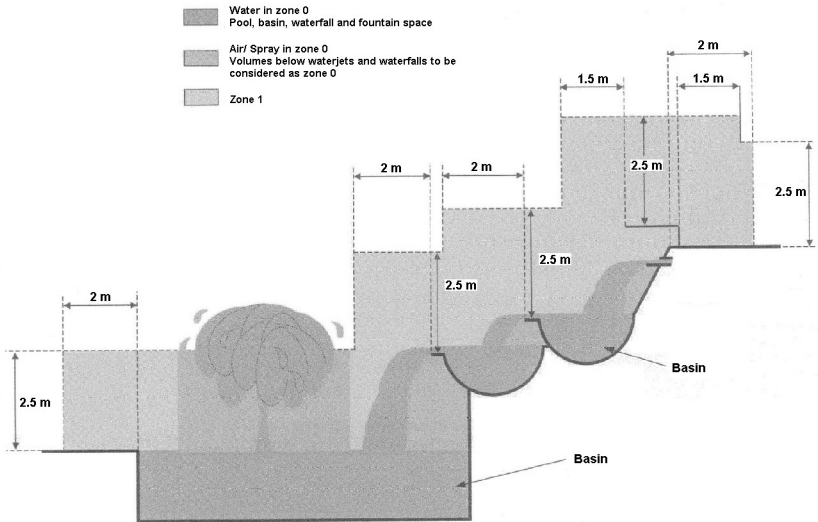 Water in zone 0
Pool, basin, waterfall and fountain space
Air/ Spray in zone 0
Volumes below waterjets and waterfalls to be
considered as zone 0
Zone 1
2 m
1.5 m
1.5 m
2 m
2 m
2.5 m
2.5 m
2.5 m
2.5 m
2 m
2.5 m
Basin
Basin